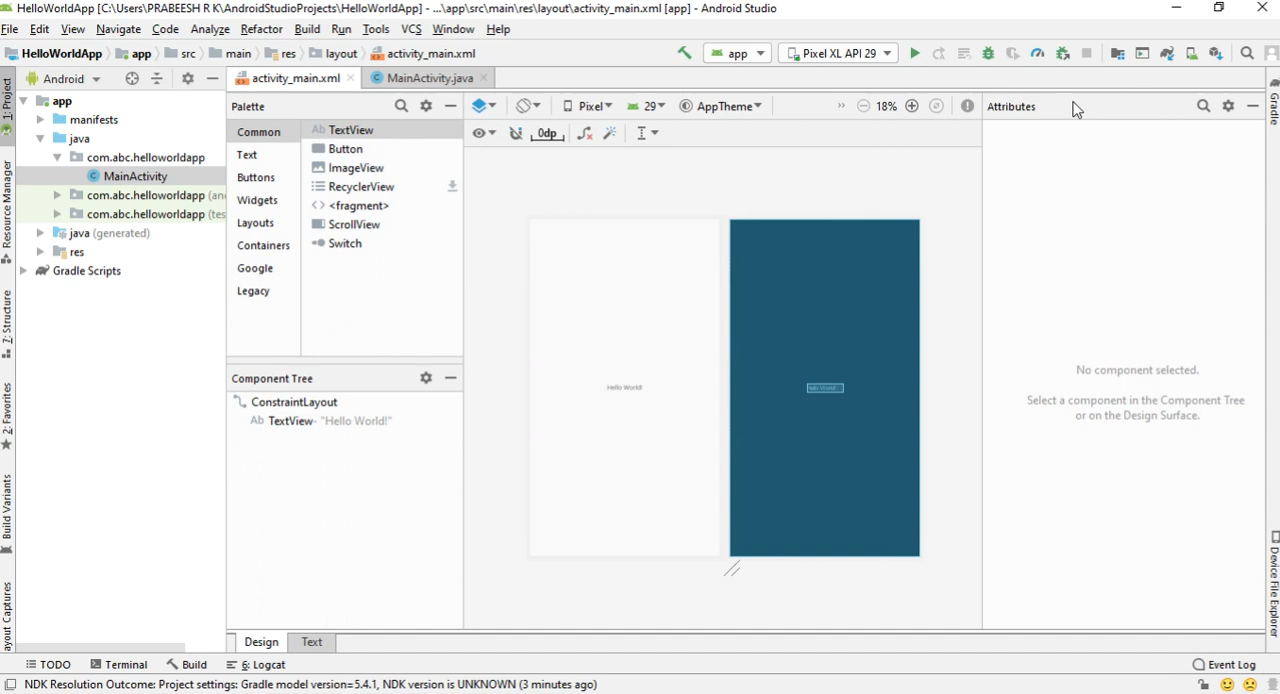 HelloWorldApp [C:\Users\PRABEESH R K\AndroidStudioProjects\HelloWorldApp] - ...\app\src\main\res\layout\activity_main.xml [app] - Android Studio
File Edit View Navigate Code Analyze Refactor Build Run Tools VCS Window Help
HelloWorldApp app src main res layout activity_main.xml app Pixel XL API 29
Android activity_main.xml MainActivity.java
1: Project
Resource Manager
Z: Structure
2: Favorites
Build Variants
ayout Captures
app
manifests
java
com.abc.helloworldapp
MainActivity
com.abc.helloworldapp (an
com.abc.helloworldapp (tes
java (generated)
res
Gradle Scripts
Palette
Common
Text
Buttons
Widgets
Layouts
Containers
Google
Legacy
Ab TextView
Button
ImageView
RecyclerView
<> <fragment>
ScrollView
Switch
Component Tree
ConstraintLayout
Ab TextView- "Hello World!"
Pixel 29 AppTheme » 18%
0dp
Hello World!
Hello World!
Attributes
No component selected.
Select a component in the Component Tree
or on the Design Surface.
Gradle
Device File Explorer
Design Text
TODO Terminal Build 6: Logcat Event Log
NDK Resolution Outcome: Project settings: Gradle model version=5.4.1, NDK version is UNKNOWN (3 minutes ago)